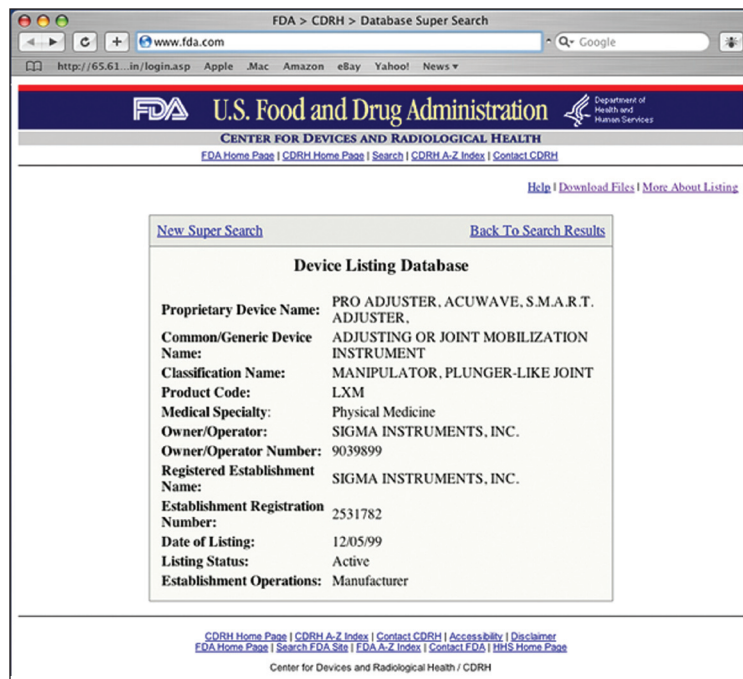 FDA > CDRH > Database Super Search
www.fda.com
Google
http://65.61...in/login.asp Apple .Mac Amazon eBay Yahoo! News ▾
FDA U.S. Food and Drug Administration
Department of
Health and
Human Services
CENTER FOR DEVICES AND RADIOLOGICAL HEALTH
FDA Home Page | CDRH Home Page | Search | CDRH A-Z Index | Contact CDRH
Help | Download Files | More About Listing
New Super Search Back To Search Results
Device Listing Database
Proprietary Device Name: PRO ADJUSTER, ACUWAVE, S.M.A.R.T.
ADJUSTER,
Common/Generic Device
Name: ADJUSTING OR JOINT MOBILIZATION
INSTRUMENT
Classification Name: MANIPULATOR, PLUNGER-LIKE JOINT
Product Code: LXM
Medical Specialty: Physical Medicine
Owner/Operator: SIGMA INSTRUMENTS, INC.
Owner/Operator Number: 9039899
Registered Establishment
Name: SIGMA INSTRUMENTS, INC.
Establishment Registration
Number: 2531782
Date of Listing: 12/05/99
Listing Status: Active
Establishment Operations: Manufacturer
CDRH Home Page | CDRH A-Z Index | Contact CDRH | Accessibility | Disclaimer
FDA Home Page | Search FDA Site | FDA A-Z Index | Contact FDA | HHS Home Page
Center for Devices and Radiological Health / CDRH